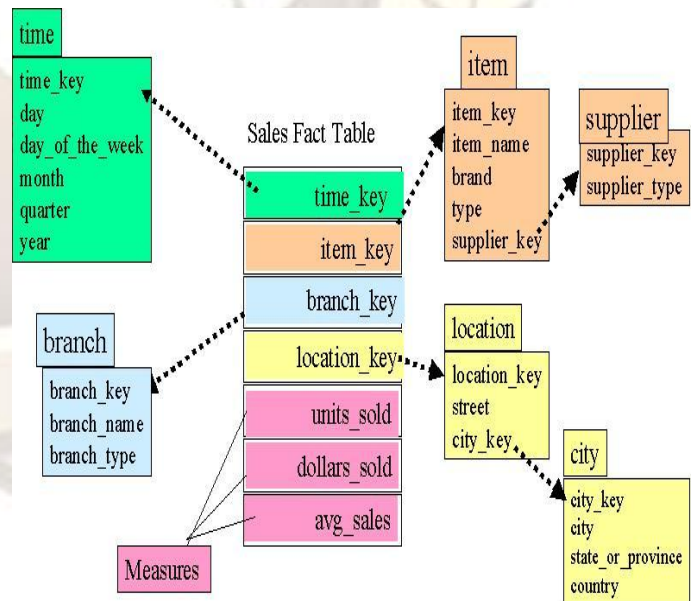 time
time_key
day
day_of_the_week
month
quarter
year
Sales Fact Table
time_key
item_key
branch_key
location_key
units_sold
dollars_sold
avg_sales
Measures
branch
branch_key
branch_name
branch_type
item
item_key
item_name
brand
type
supplier_key
supplier
supplier_key
supplier_type
location
location_key
street
city_key
city
city_key
city
state_or_province
country